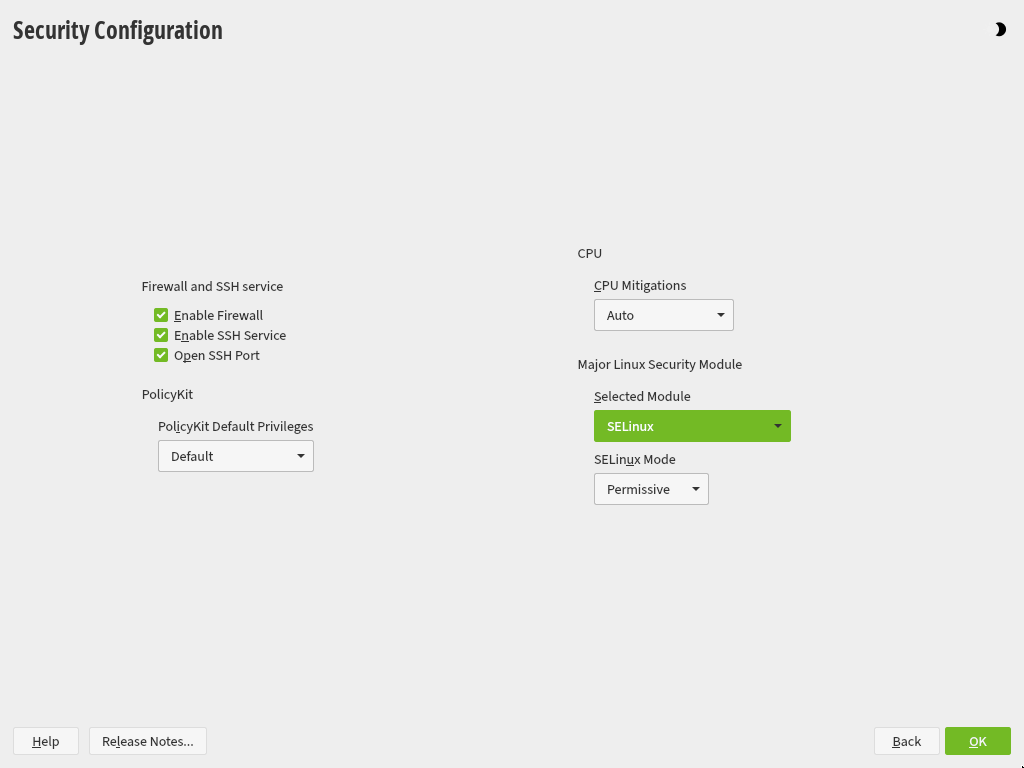 Security Configuration
Firewall and SSH service
Enable Firewall
Enable SSH Service
Open SSH Port
PolicyKit
PolicyKit Default Privileges
Default
CPU
CPU Mitigations
Auto
Major Linux Security Module
Selected Module
SELinux
SELinux Mode
Permissive
Help
Release Notes...
Back
OK